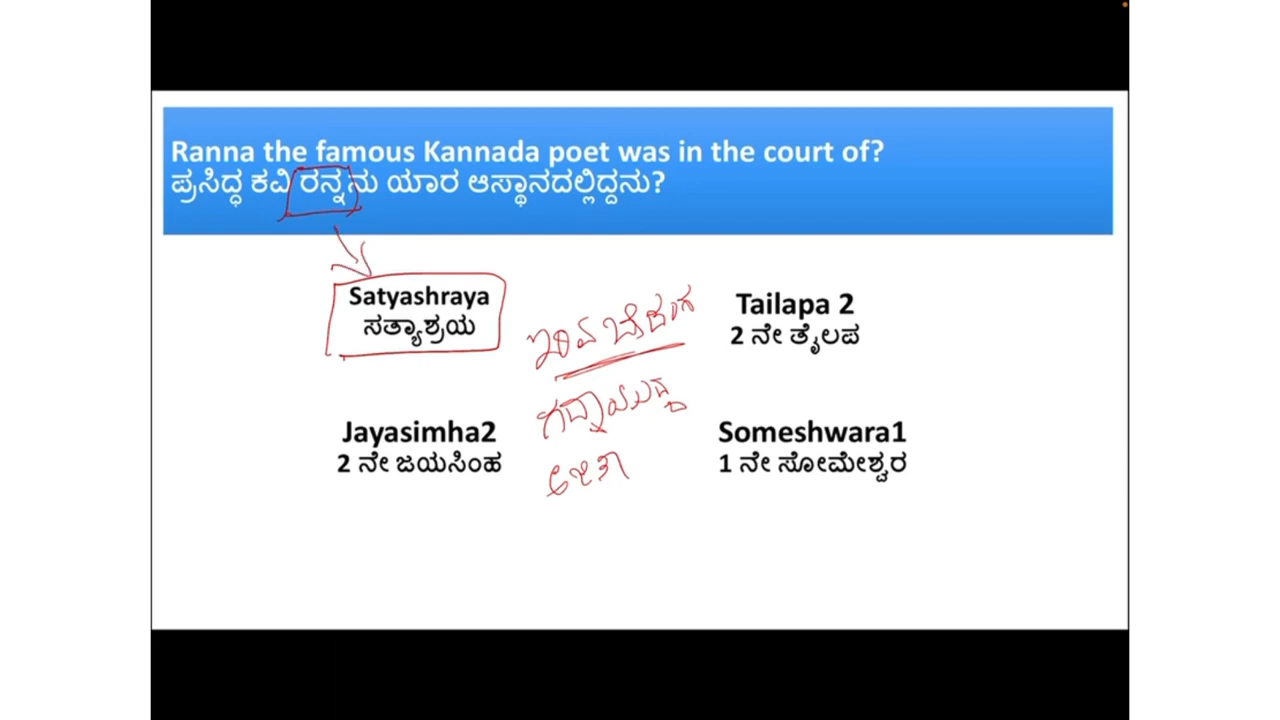 Ranna the famous Kannada poet was in the court of?
ಪ್ರಸಿದ್ಧ ಕವಿ ರನ್ನನು ಯಾರ ಆಸ್ಥಾನದಲ್ಲಿದ್ದನು?
Satyashraya
ಸತ್ಯಾಶ್ರಯ
Tailapa 2
2 ನೇ ತೈಲಪ
ಇರಿವ ಬೆಡಂಗ
ಗದಾಯುದ್ಧ
Jayasimha2
2 ನೇ ಜಯಸಿಂಹ
Someshwara1
1 ನೇ ಸೋಮೇಶ್ವರ